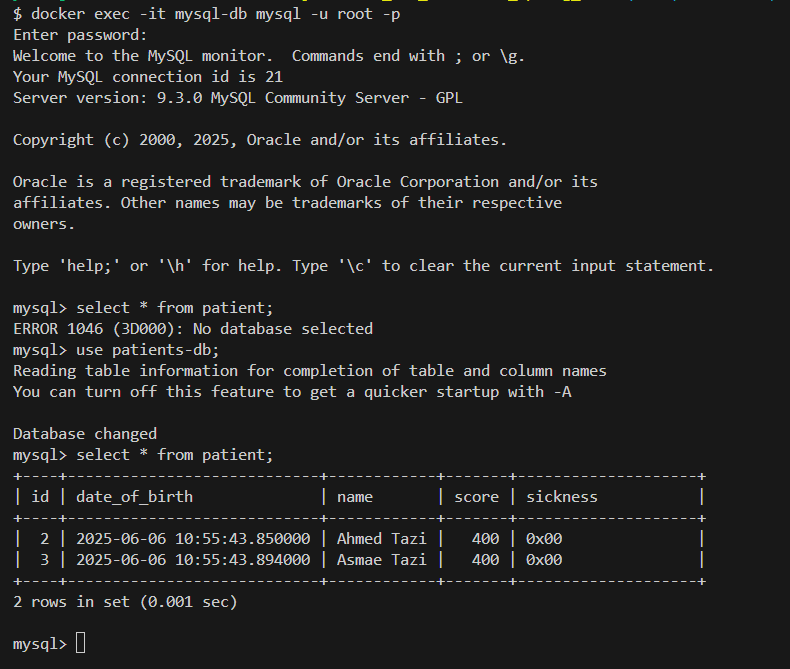 $ docker exec -it mysql-db mysql -u root -p
Enter password:
Welcome to the MySQL monitor.  Commands end with ; or \g.
Your MySQL connection id is 21
Server version: 9.3.0 MySQL Community Server - GPL

Copyright (c) 2000, 2025, Oracle and/or its affiliates.

Oracle is a registered trademark of Oracle Corporation and/or its
affiliates. Other names may be trademarks of their respective
owners.

Type 'help;' or '\h' for help. Type '\c' to clear the current input statement.

mysql> select * from patient;
ERROR 1046 (3D000): No database selected
mysql> use patients-db;
Reading table information for completion of table and column names
You can turn off this feature to get a quicker startup with -A

Database changed
mysql> select * from patient;
+----+----------------------------+------------+-------+--------------------+
| id | date_of_birth              | name       | score | sickness           |
+----+----------------------------+------------+-------+--------------------+
|  2 | 2025-06-06 10:55:43.850000 | Ahmed Tazi |   400 | 0x00               |
|  3 | 2025-06-06 10:55:43.894000 | Asmae Tazi |   400 | 0x00               |
+----+----------------------------+------------+-------+--------------------+
2 rows in set (0.001 sec)

mysql>